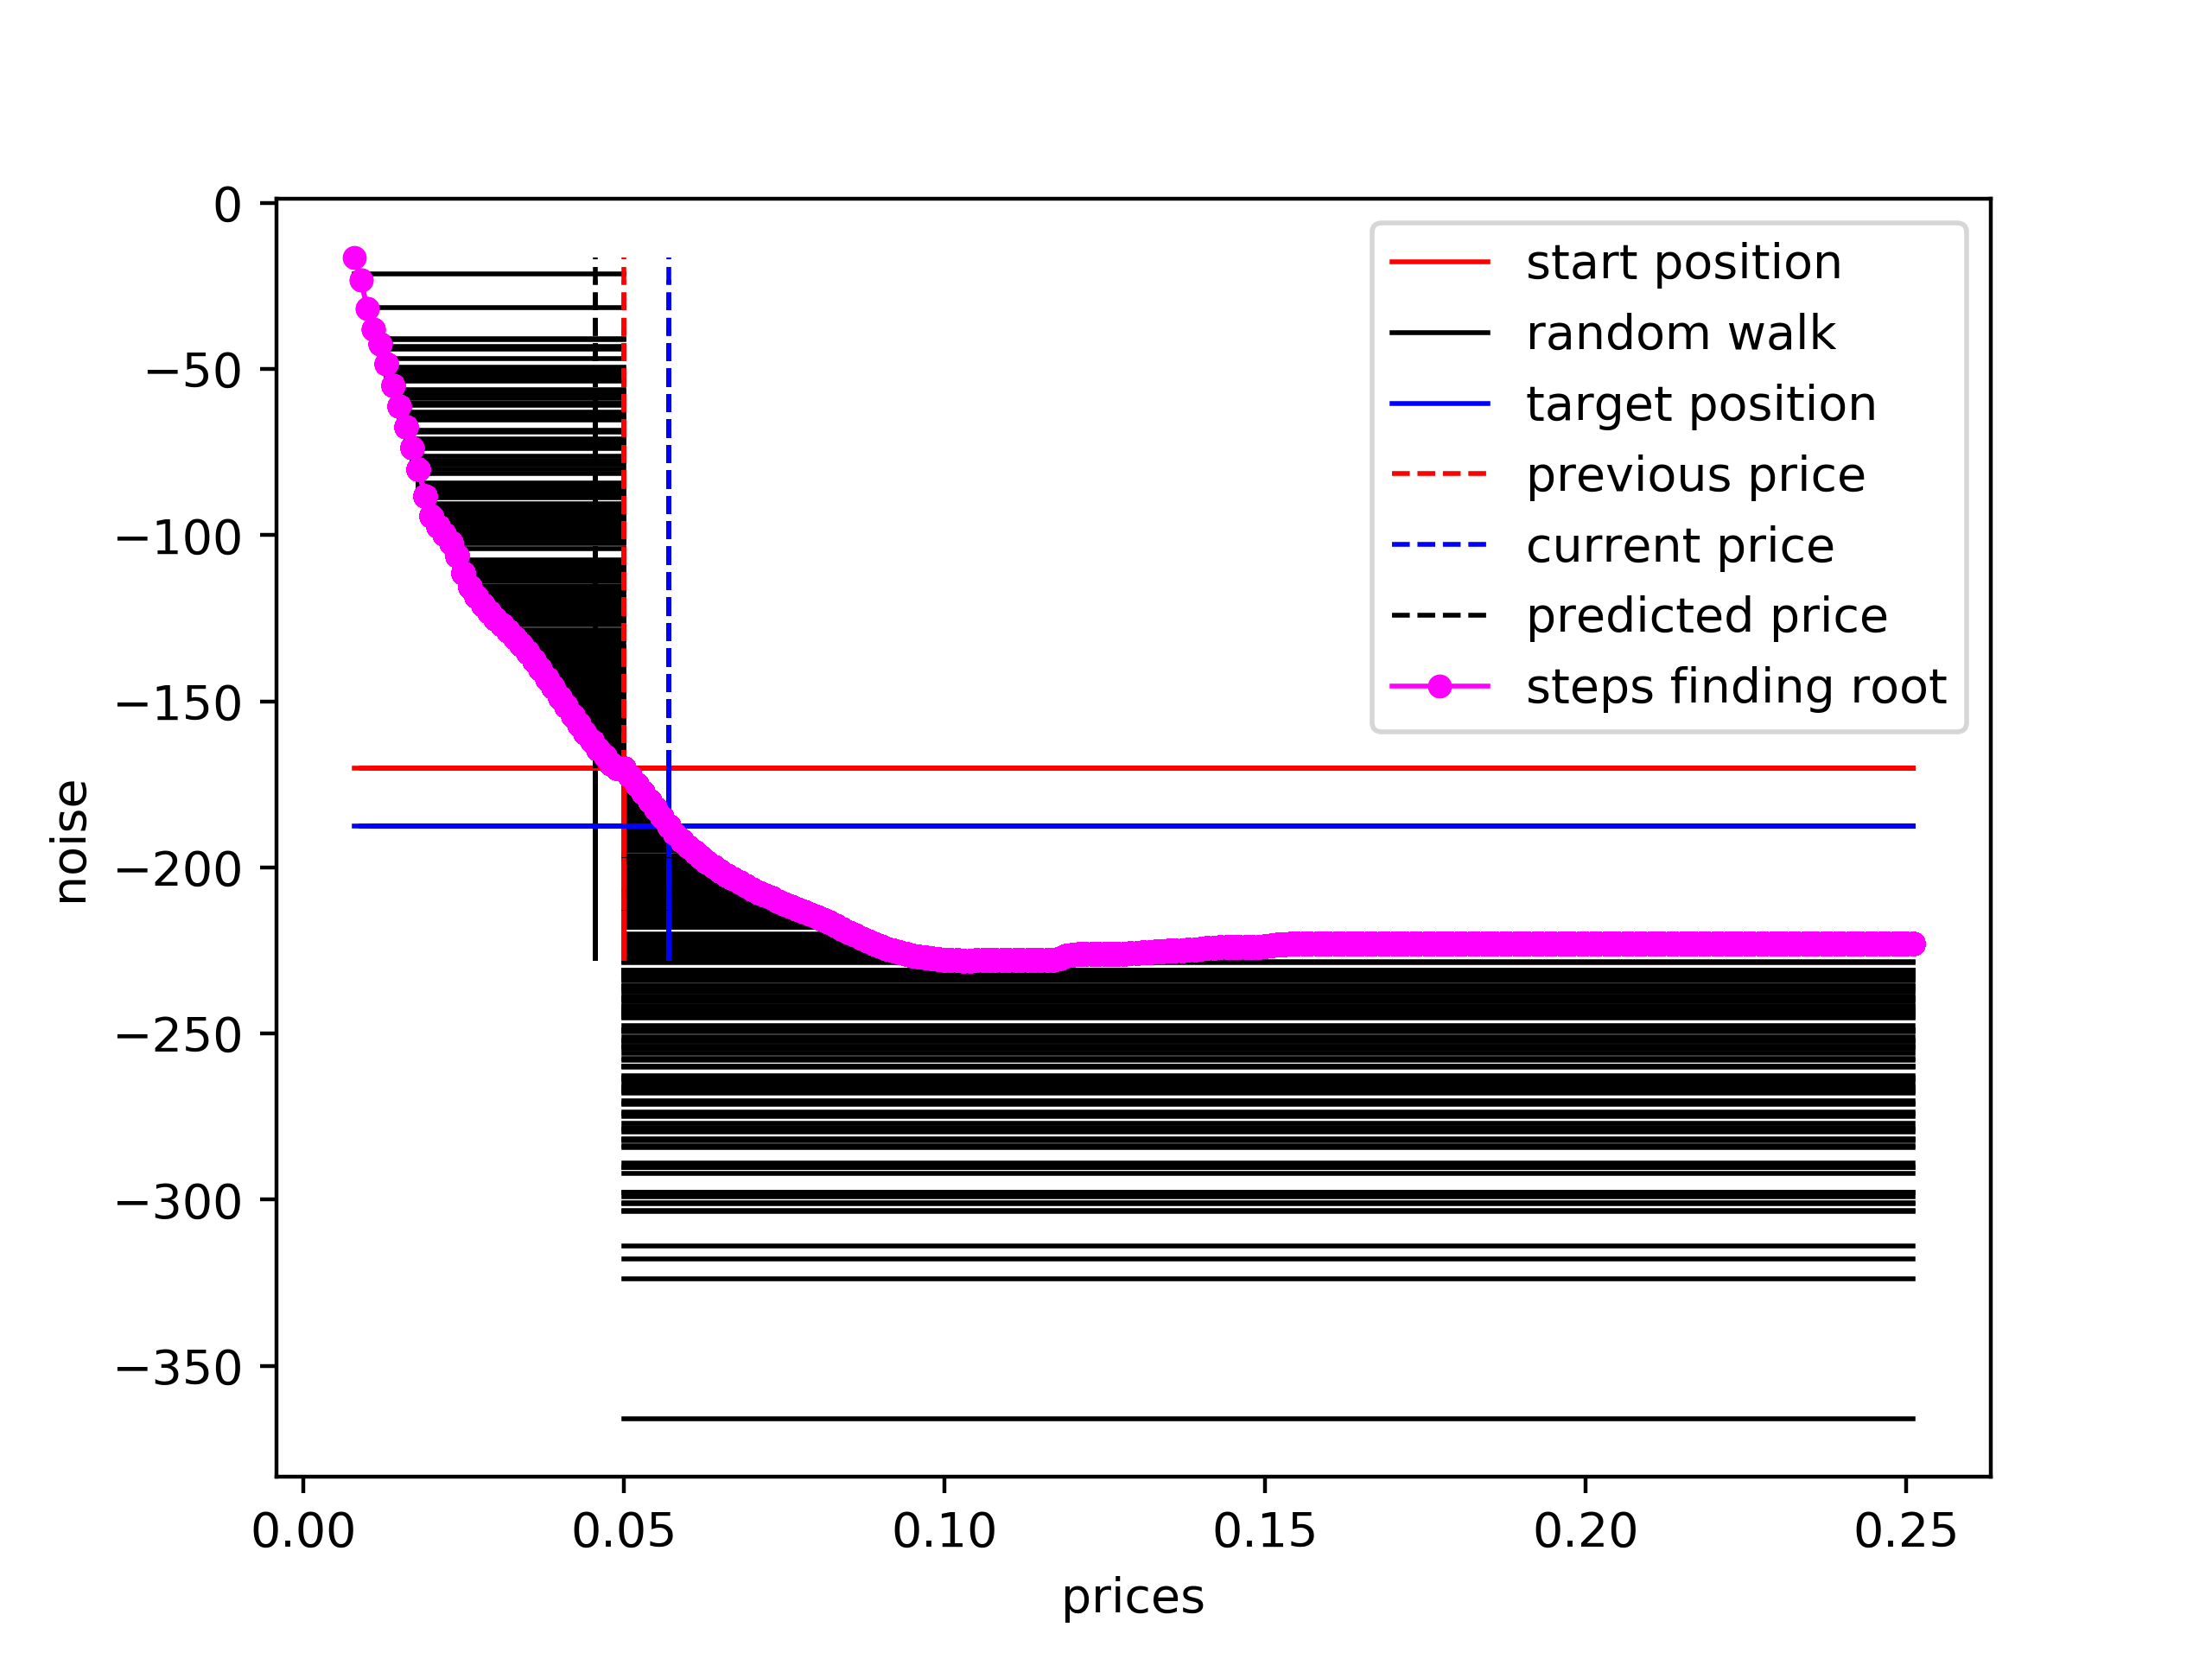 0
−50
−100
−150
−200
−250
−300
−350
noise
0.00 0.05 0.10 0.15 0.20 0.25
prices
start position
random walk
target position
previous price
current price
predicted price
steps finding root